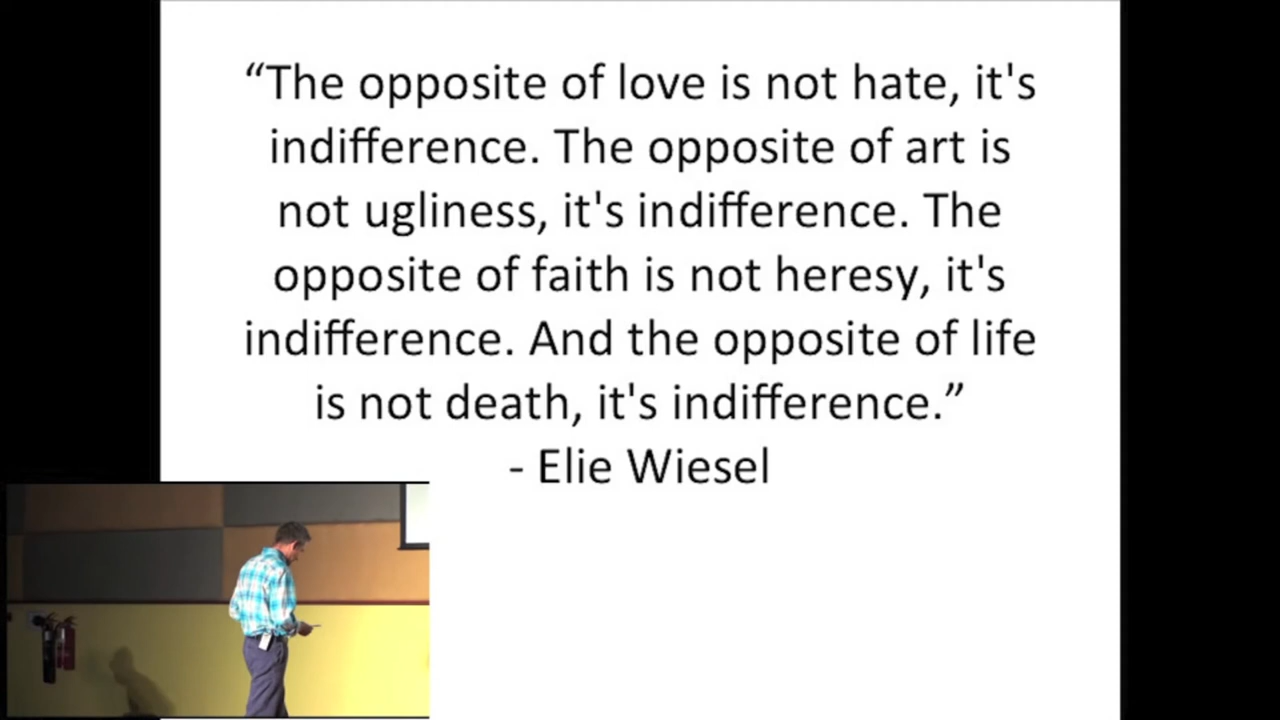 “The opposite of love is not hate, it's
indifference. The opposite of art is
not ugliness, it's indifference. The
opposite of faith is not heresy, it's
indifference. And the opposite of life
is not death, it's indifference.”
- Elie Wiesel